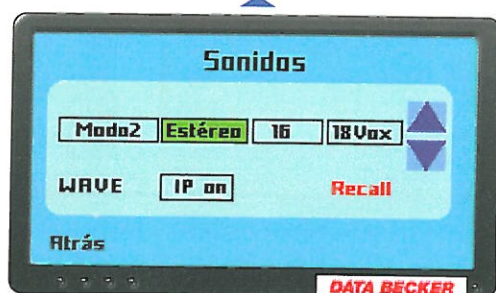 Sonidos
Modo2 Estéreo 16 18Vox
WAVE IP on Recall
Atrás
DATA BECKER